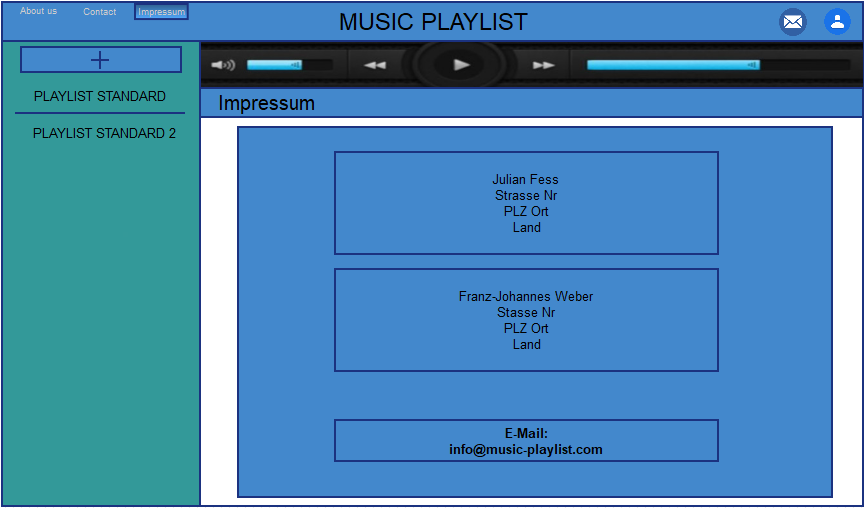 About us
Contact
Impressum
MUSIC PLAYLIST
PLAYLIST STANDARD
PLAYLIST STANDARD 2
Impressum
Julian Fess
Strasse Nr
PLZ Ort
Land
Franz-Johannes Weber
Stasse Nr
PLZ Ort
Land
E-Mail:
info@music-playlist.com